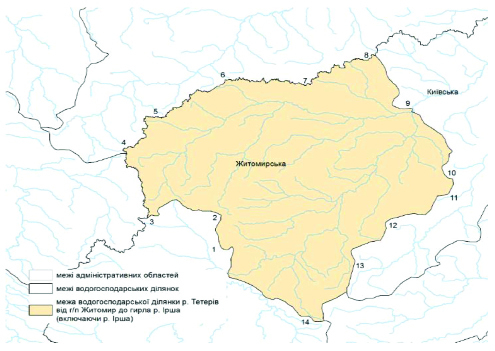 8
6
7
Київська
5
9
4
Житомирська
10
11
3
2
12
1
13
межі адміністративних областей
межі водогосподарських ділянок
межа водогосподарської ділянки р. Тетерів
від г/п Житомир до гирла р. Ірша
(включаючи р. Ірша)
14